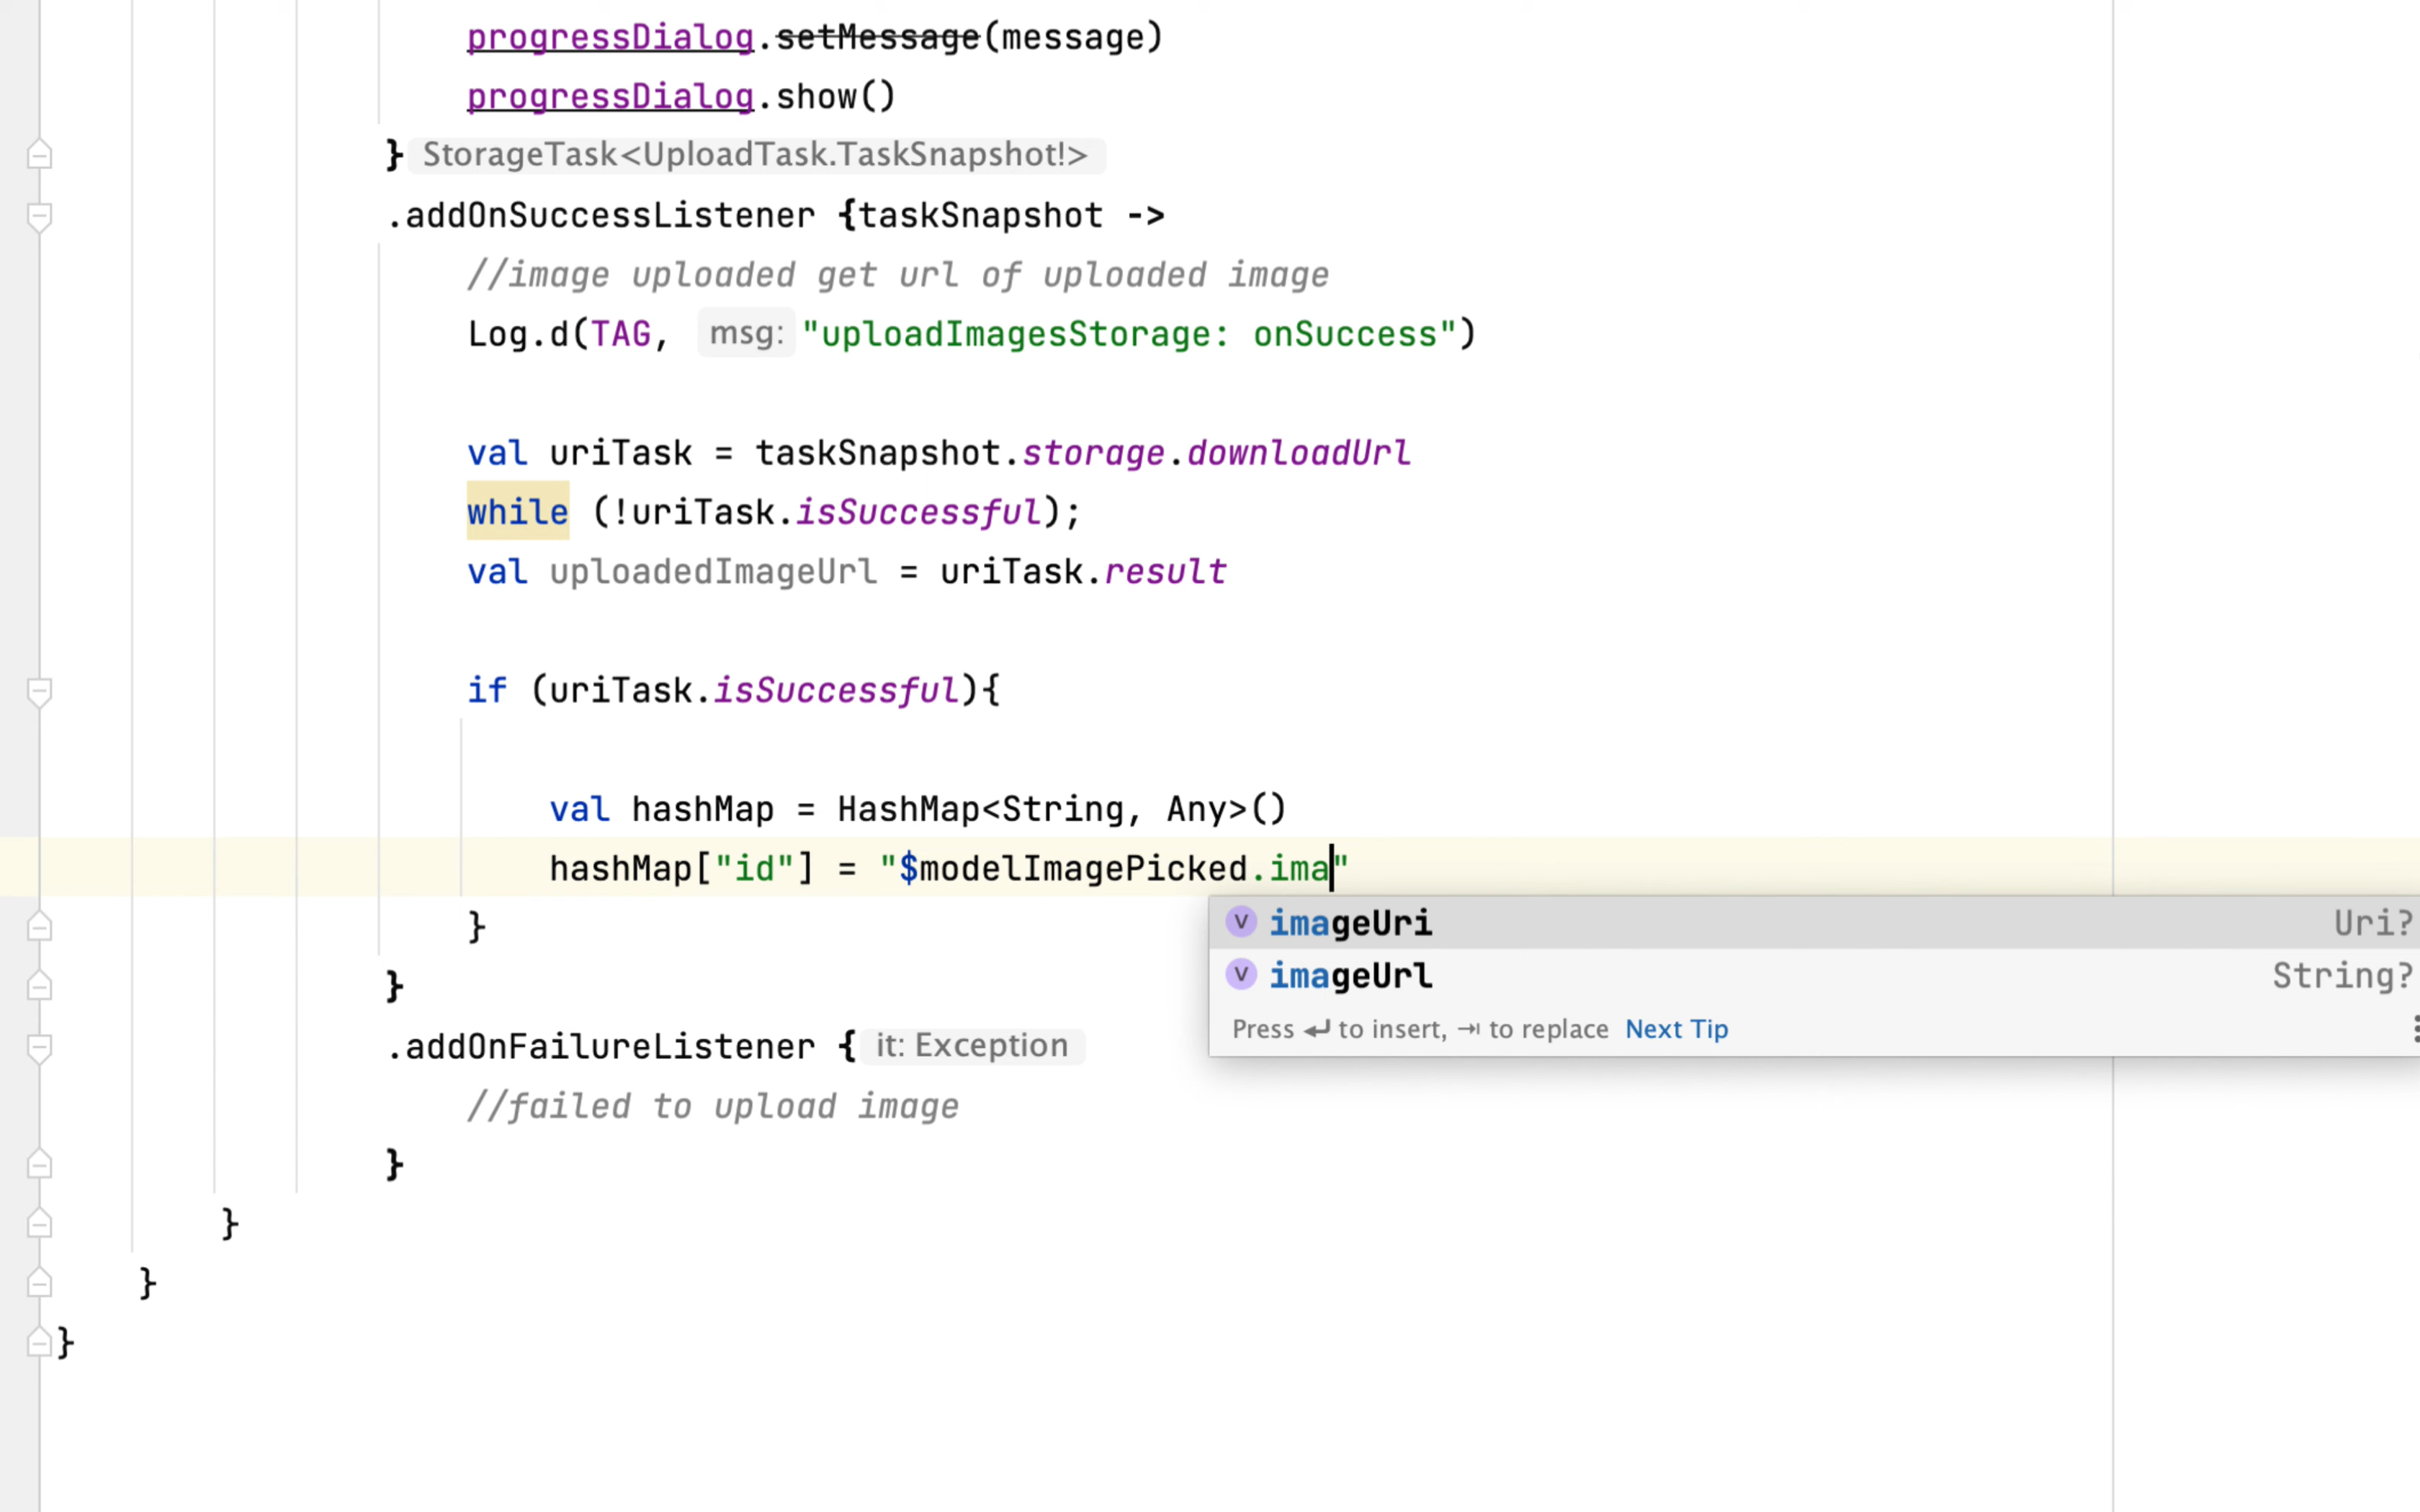 progressDialog.setMessage(message)
progressDialog.show()
} StorageTask<UploadTask.TaskSnapshot!>
.addOnSuccessListener {taskSnapshot ->
//image uploaded get url of uploaded image
Log.d(TAG, msg: "uploadImagesStorage: onSuccess")
val uriTask = taskSnapshot.storage.downloadUrl
while (!uriTask.isSuccessful);
val uploadedImageUrl = uriTask.result
if (uriTask.isSuccessful){
val hashMap = HashMap<String, Any>()
hashMap["id"] = "$modelImagePicked.ima"
v imageUri Uri?
}
v imageUrl String?
}
Press ↵ to insert, ⇥ to replace Next Tip
.addOnFailureListener { it: Exception
//failed to upload image
}
}
}
}